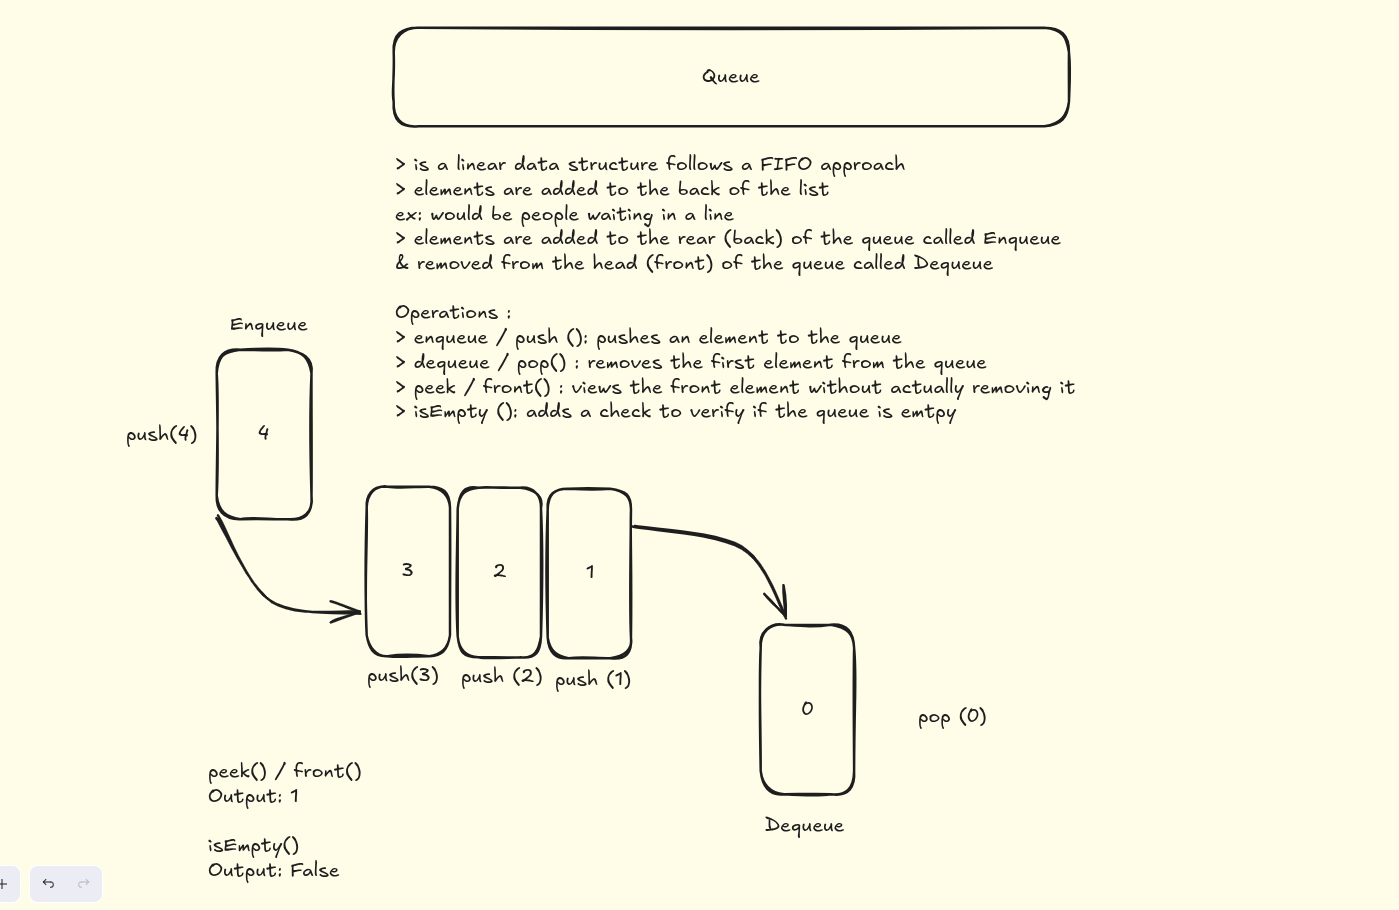 Queue
> is a linear data structure follows a FIFO approach
> elements are added to the back of the list
ex: would be people waiting in a line
> elements are added to the rear (back) of the queue called Enqueue
& removed from the head (front) of the queue called Dequeue
Operations :
> enqueue / push (): pushes an element to the queue
> dequeue / pop() : removes the first element from the queue
> peek / front() : views the front element without actually removing it
> isEmpty (): adds a check to verify if the queue is emtpy
Enqueue
push(4)
4
3
2
1
push(3)
push (2)
push (1)
0
pop (0)
Dequeue
peek() / front()
Output: 1
isEmpty()
Output: False